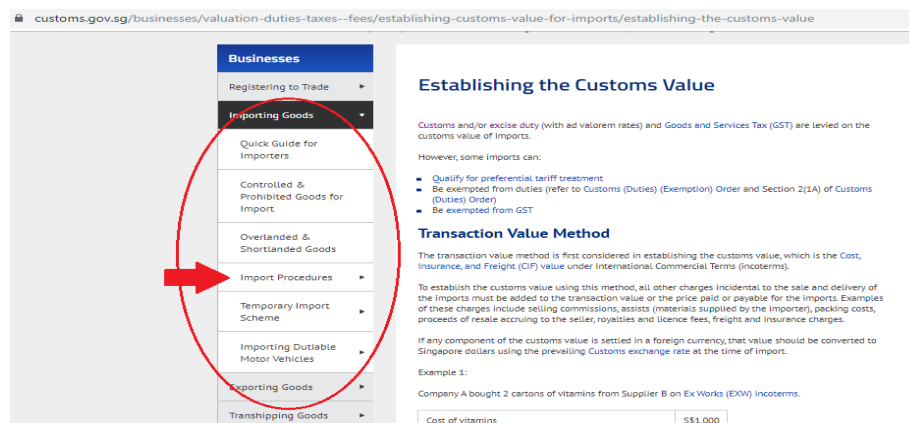 customs.gov.sg/businesses/valuation-duties-taxes--fees/establishing-customs-value-for-imports/establishing-the-customs-value
Businesses
Registering to Trade
Importing Goods
Quick Guide for
Importers
Controlled &
Prohibited Goods for
Import
Overlanded &
Shortlanded Goods
Import Procedures
Temporary Import
Scheme
Importing Dutiable
Motor Vehicles
Exporting Goods
Transhipping Goods
Establishing the Customs Value
Customs and/or excise duty (with ad valorem rates) and Goods and Services Tax (GST) are levied on the
customs value of imports.
However, some imports can:
Qualify for preferential tariff treatment
Be exempted from duties (refer to Customs (Duties) (Exemption) Order and Section 2(1A) of Customs
(Duties) Order)
Be exempted from GST
Transaction Value Method
The transaction value method is first considered in establishing the customs value, which is the Cost,
Insurance, and Freight (CIF) value under International Commercial Terms (incoterms).
To establish the customs value using this method, all other charges incidental to the sale and delivery of
the imports must be added to the transaction value or the price paid or payable for the imports. Examples
of these charges include selling commissions, assists (materials supplied by the importer), packing costs,
proceeds of resale accruing to the seller, royalties and licence fees, freight and insurance charges.
If any component of the customs value is settled in a foreign currency, that value should be converted to
Singapore dollars using the prevailing Customs exchange rate at the time of import.
Example 1:
Company A bought 2 cartons of vitamins from Supplier B on Ex Works (EXW) incoterms.
Cost of vitamins S$1,000